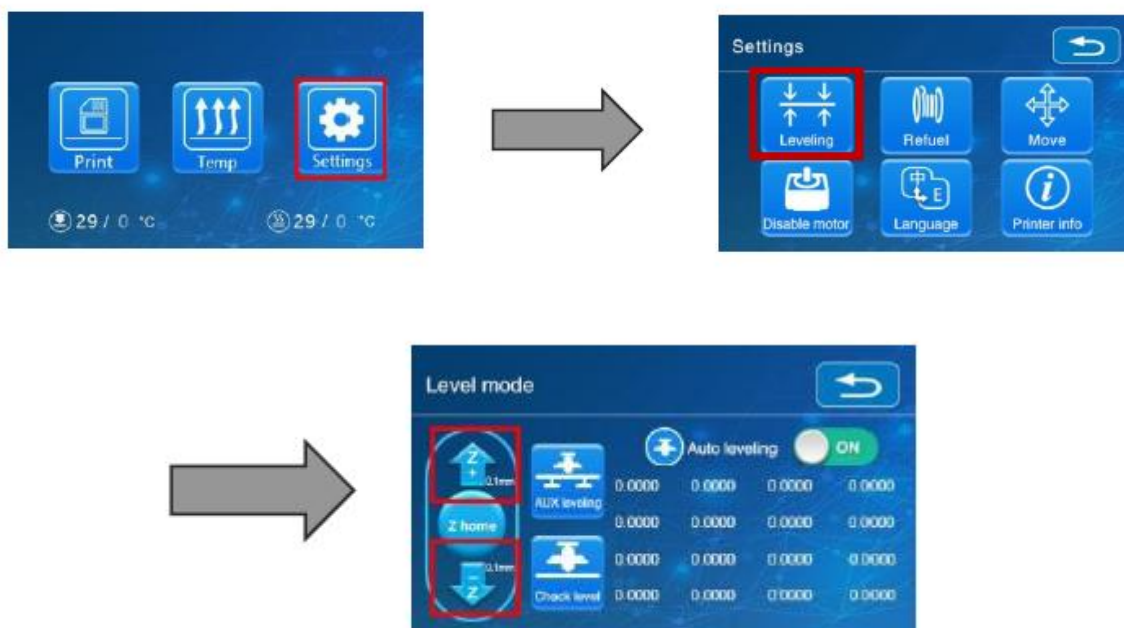 Print Temp Settings
29 / 0 °C 29 / 0 °C
Settings
Leveling Refuel Move
中 E i
Disable motor Language Printer info
Level mode
Auto leveling ON
Z
+
0.1mm
AUX leveling
0.0000 0.0000 0.0000 0.0000
Z home
0.0000 0.0000 0.0000 0.0000
0.1mm
0.0000 0.0000 0.0000 0.0000
Z
Check level
0.0000 0.0000 0.0000 0.0000